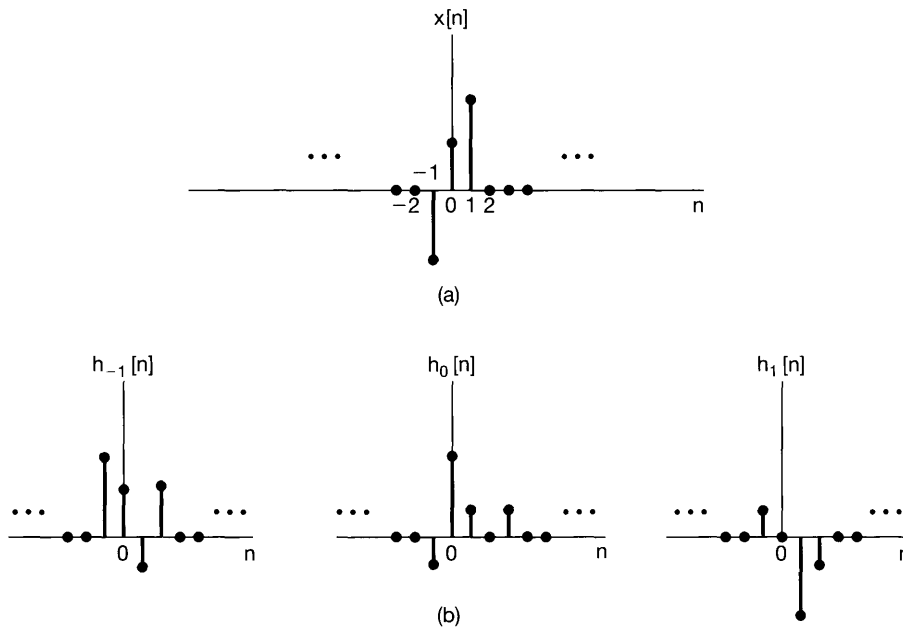 x[n]
• • • • • •
−1
−2 0 1 2 n
(a)
h₋₁[n] h₀[n] h₁[n]
• • • • • • • • • • • • • • • • • •
0 n 0 n 0 n
(b)